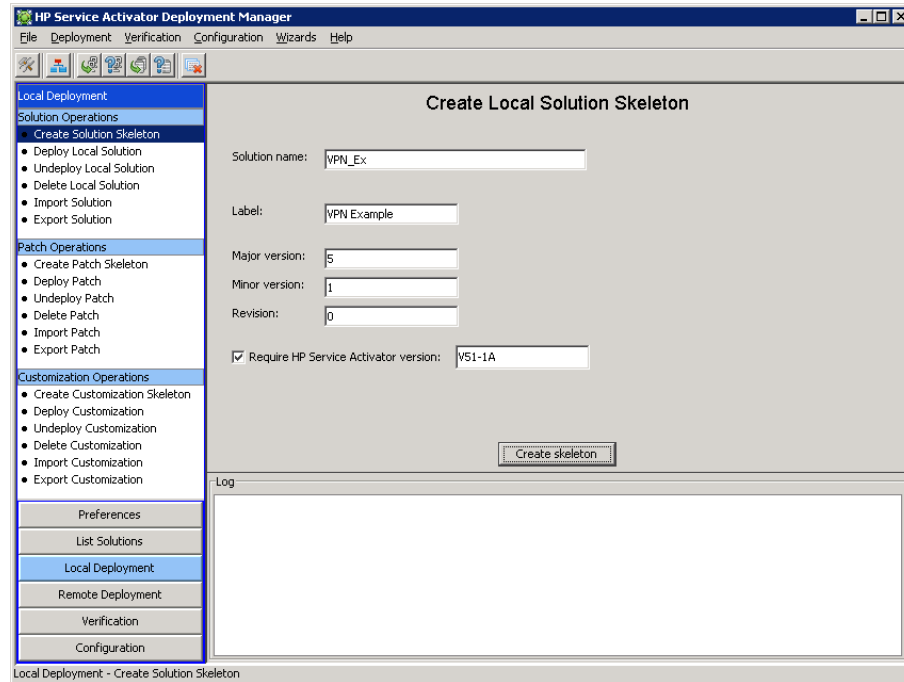 HP Service Activator Deployment Manager
File Deployment Verification Configuration Wizards Help
Local Deployment
Solution Operations
Create Solution Skeleton
Deploy Local Solution
Undeploy Local Solution
Delete Local Solution
Import Solution
Export Solution
Patch Operations
Create Patch Skeleton
Deploy Patch
Undeploy Patch
Delete Patch
Import Patch
Export Patch
Customization Operations
Create Customization Skeleton
Deploy Customization
Undeploy Customization
Delete Customization
Import Customization
Export Customization
Preferences
List Solutions
Local Deployment
Remote Deployment
Verification
Configuration
Create Local Solution Skeleton
Solution name: VPN_Ex
Label: VPN Example
Major version: 5
Minor version: 1
Revision: 0
Require HP Service Activator version: V51-1A
Create skeleton
Log
Local Deployment - Create Solution Skeleton